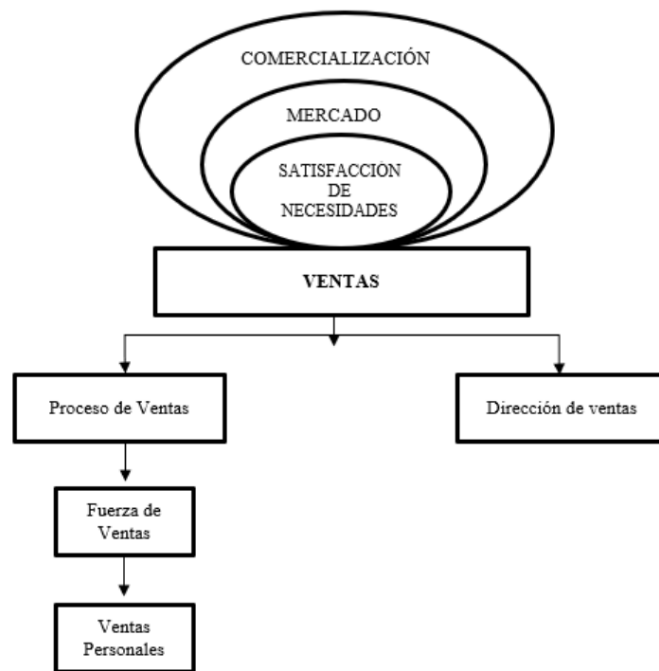 COMERCIALIZACIÓN
MERCADO
SATISFACCIÓN
DE
NECESIDADES
VENTAS
Proceso de Ventas
Dirección de ventas
Fuerza de
Ventas
Ventas
Personales